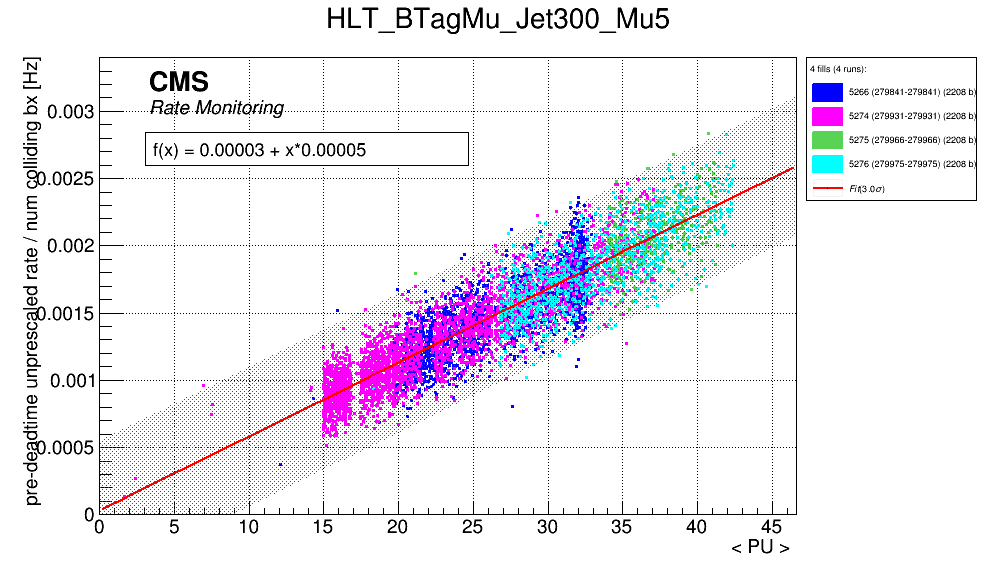 HLT_BTagMu_Jet300_Mu5
pre-deadtime unprescaled rate / num colliding bx [Hz]
CMS
Rate Monitoring
f(x) = 0.00003 + x*0.00005
0.003
0.0025
0.002
0.0015
0.001
0.0005
0
0 5 10 15 20 25 30 35 40 45
< PU >
4 fills (4 runs):
5266 (279841-279841) (2208 b)
5274 (279931-279931) (2208 b)
5275 (279966-279966) (2208 b)
5276 (279975-279975) (2208 b)
Fit(3.0σ)